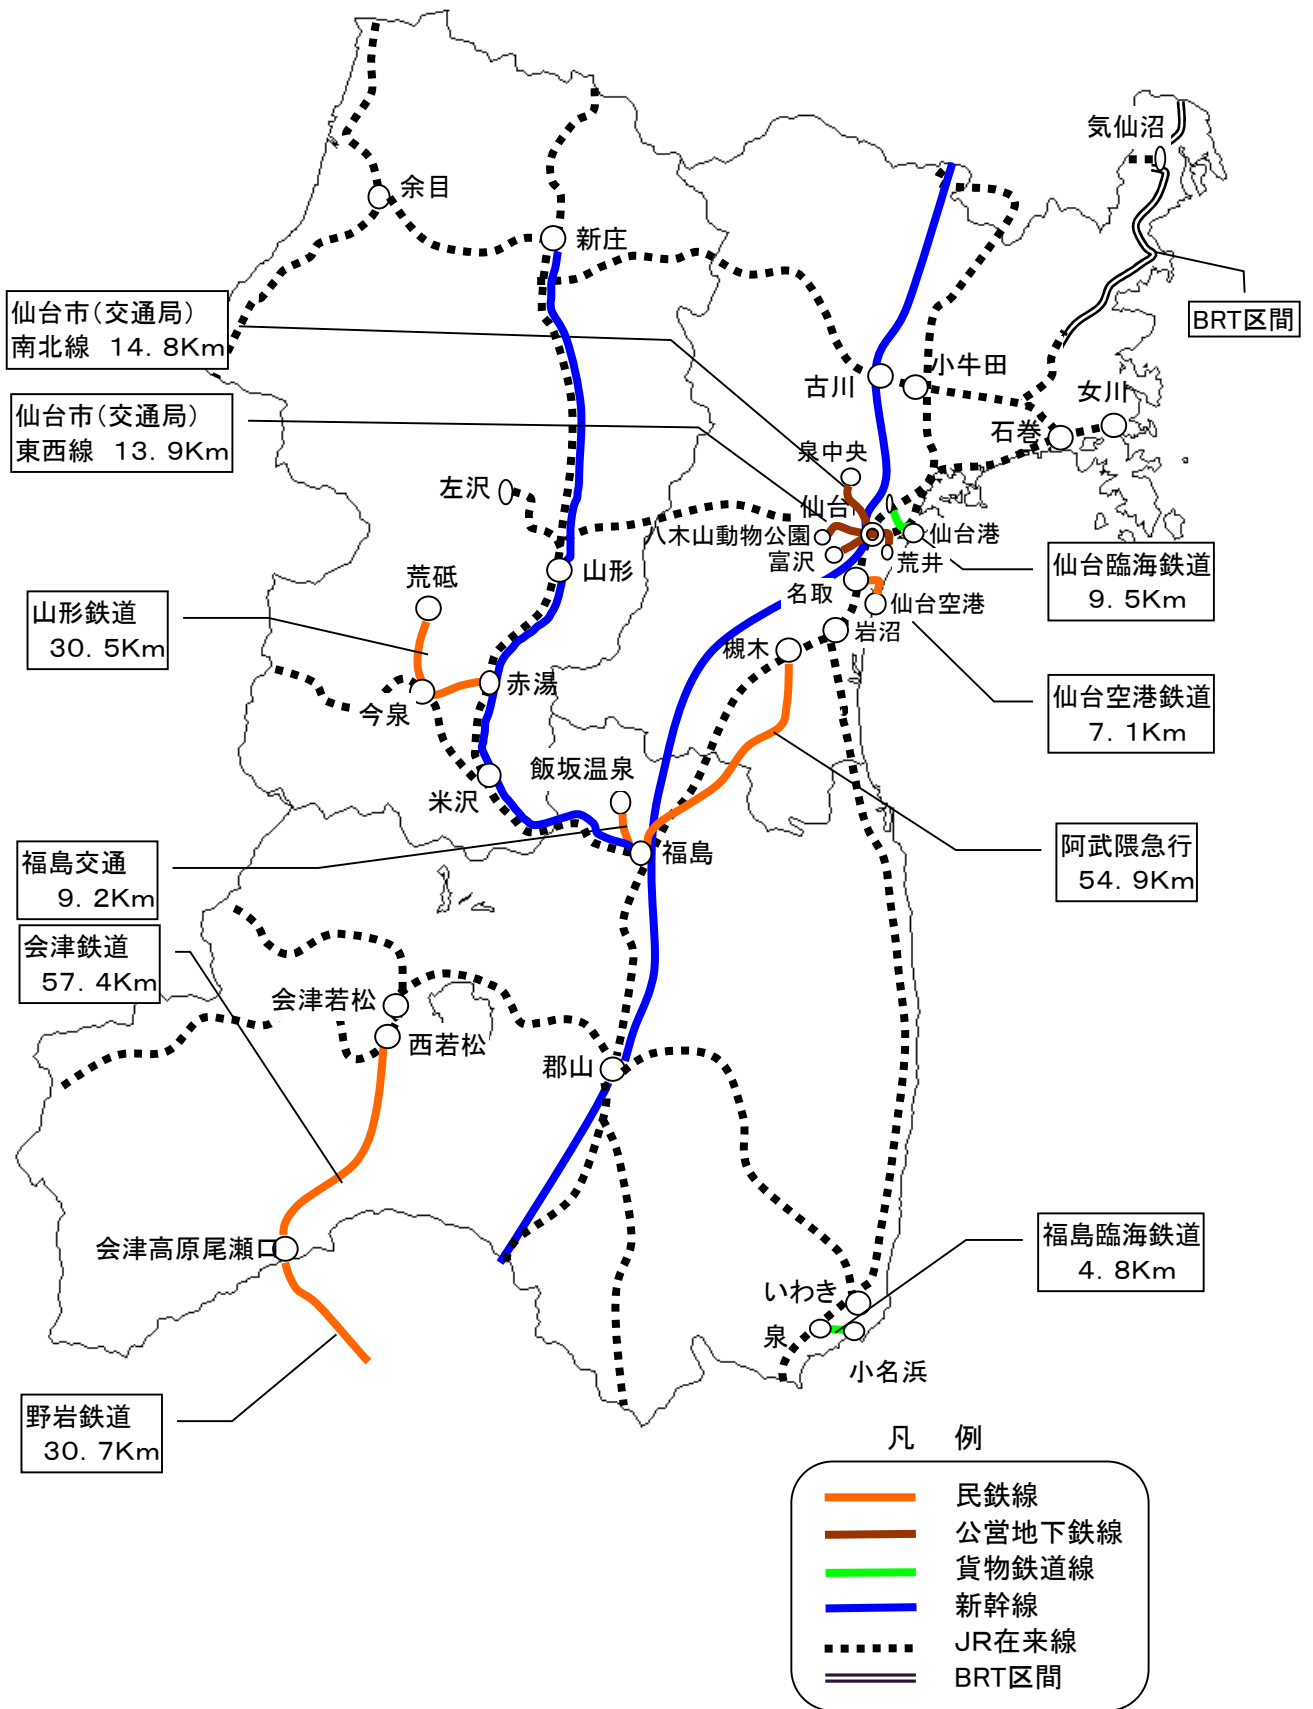 気仙沼
余目
新庄
仙台市（交通局）
南北線 14.8Km
BRT区間
古川
小牛田
女川
仙台市（交通局）
東西線 13.9Km
石巻
泉中央
左沢
仙台
八木山動物公園
仙台港
富沢
荒井
山形
仙台臨海鉄道
9.5Km
荒砥
名取
仙台空港
山形鉄道
30.5Km
岩沼
槻木
赤湯
今泉
仙台空港鉄道
7.1Km
飯坂温泉
米沢
福島交通
9.2Km
福島
阿武隈急行
54.9Km
会津鉄道
57.4Km
会津若松
西若松
郡山
会津高原尾瀬口
福島臨海鉄道
4.8Km
いわき
泉
小名浜
野岩鉄道
30.7Km
凡 例
民鉄線
公営地下鉄線
貨物鉄道線
新幹線
JR在来線
BRT区間